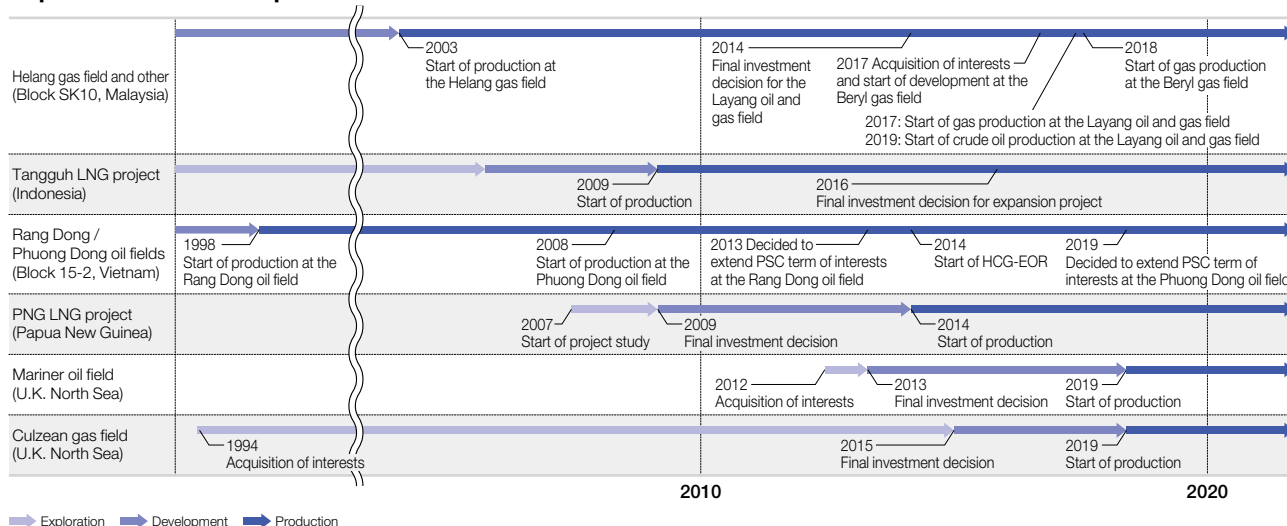 Helang gas field and other
(Block SK10, Malaysia)
2003
Start of production at
the Helang gas field
2014
Final investment
decision for the
Layang oil and
gas field
2017 Acquisition of interests
and start of development at the
Beryl gas field
2018
Start of gas production
at the Beryl gas field
2017: Start of gas production at the Layang oil and gas field
2019: Start of crude oil production at the Layang oil and gas field
Tangguh LNG project
(Indonesia)
2009
Start of production
2016
Final investment decision for expansion project
Rang Dong /
Phuong Dong oil fields
(Block 15-2, Vietnam)
1998
Start of production at the
Rang Dong oil field
2008
Start of production at the
Phuong Dong oil field
2013 Decided to
extend PSC term of interests
at the Rang Dong oil field
2014
Start of HCG-EOR
2019
Decided to extend PSC term of
interests at the Phuong Dong oil field
PNG LNG project
(Papua New Guinea)
2007
Start of project study
2009
Final investment decision
2014
Start of production
Mariner oil field
(U.K. North Sea)
2012
Acquisition of interests
2013
Final investment decision
2019
Start of production
Culzean gas field
(U.K. North Sea)
1994
Acquisition of interests
2015
Final investment decision
2019
Start of production
2010
2020
Exploration
Development
Production